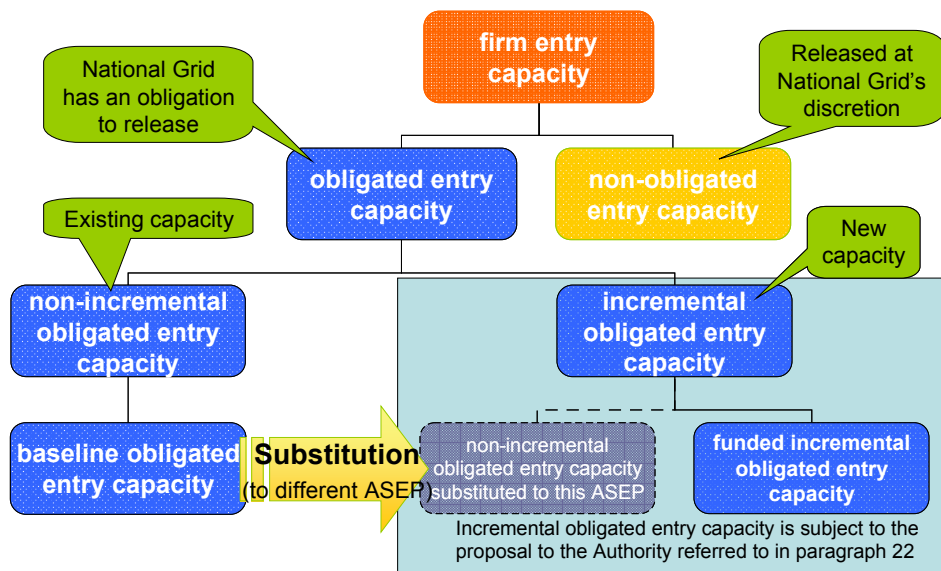 firm entry
capacity
National Grid
has an obligation
to release
Released at
National Grid's
discretion
obligated entry
capacity
non-obligated
entry capacity
Existing capacity
New
capacity
non-incremental
obligated entry
capacity
incremental
obligated entry
capacity
baseline obligated
entry capacity
Substitution
(to different ASEP)
non-incremental
obligated entry capacity
substituted to this ASEP
funded incremental
obligated entry
capacity
Incremental obligated entry capacity is subject to the
proposal to the Authority referred to in paragraph 22